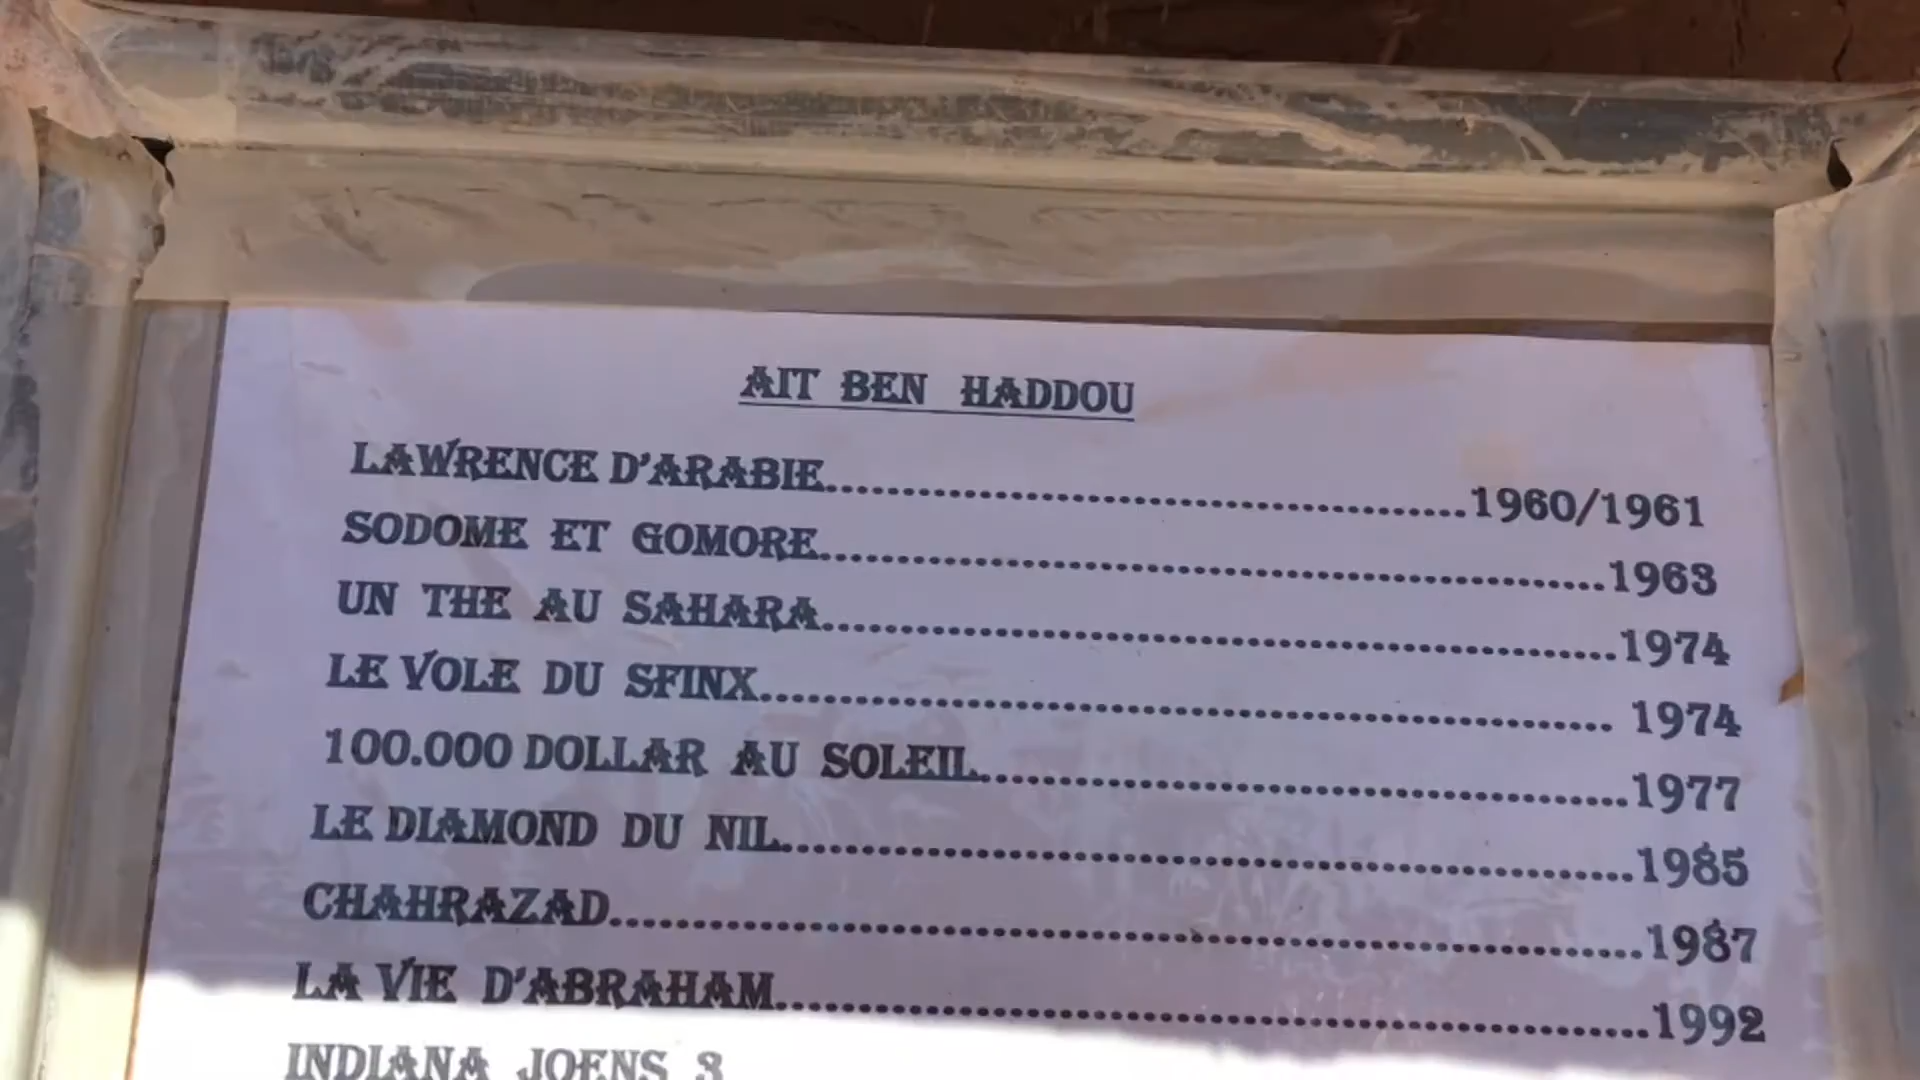 AIT BEN HADDOU
LAWRENCE D'ARABIE................................................1960/1961
SODOME ET GOMORE...........................................................1963
UN THE AU SAHARA............................................................1974
LE VOLE DU SFINX................................................................ 1974
100.000 DOLLAR AU SOLEIL.................................................1977
LE DIAMOND DU NIL................................................................1985
CHAHRAZAD.............................................................................1987
LA VIE D'ABRAHAM.................................................................1992
INDIANA JOENS 3